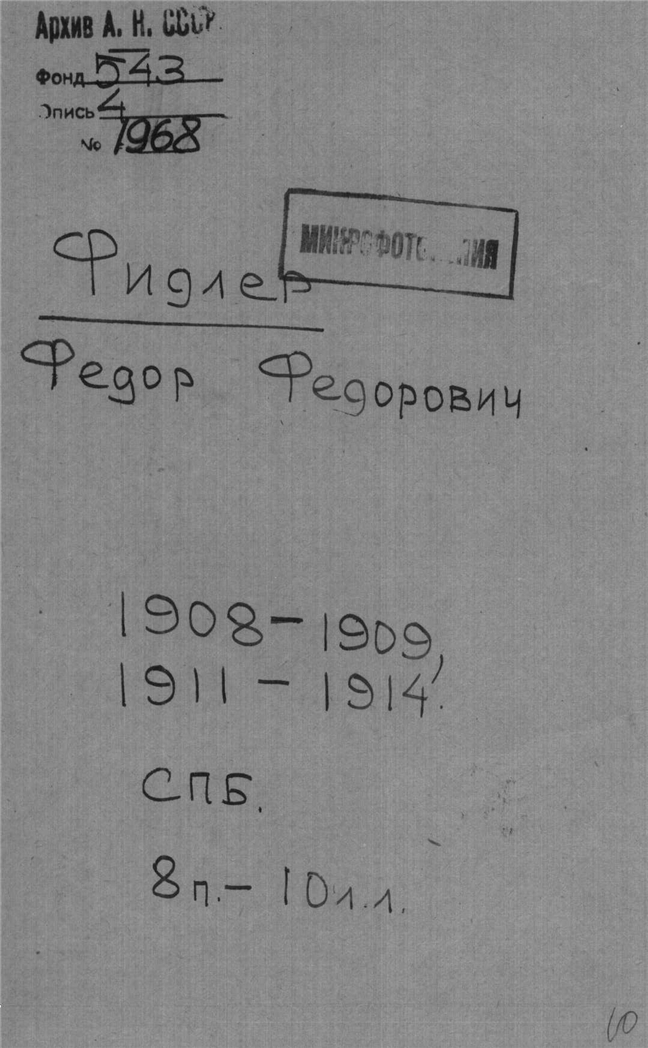 Архив А. Н. СССР
Фонд 543
Опись 4
№ 1968
Фидлер
Федор Федорович
1908 – 1909,
1911 – 1914.
СПБ.
8п. – 10л.л.
10